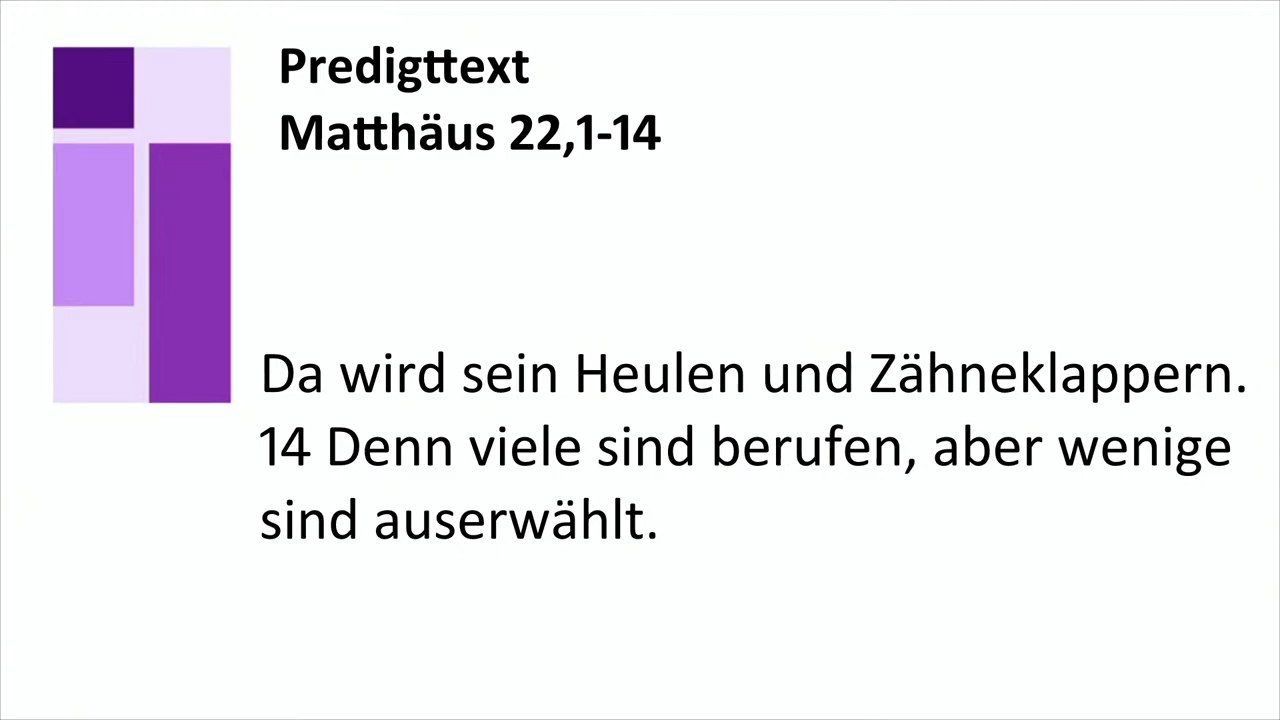 Predigttext
Matthäus 22,1-14
Da wird sein Heulen und Zähneklappern.
14 Denn viele sind berufen, aber wenige
sind auserwählt.